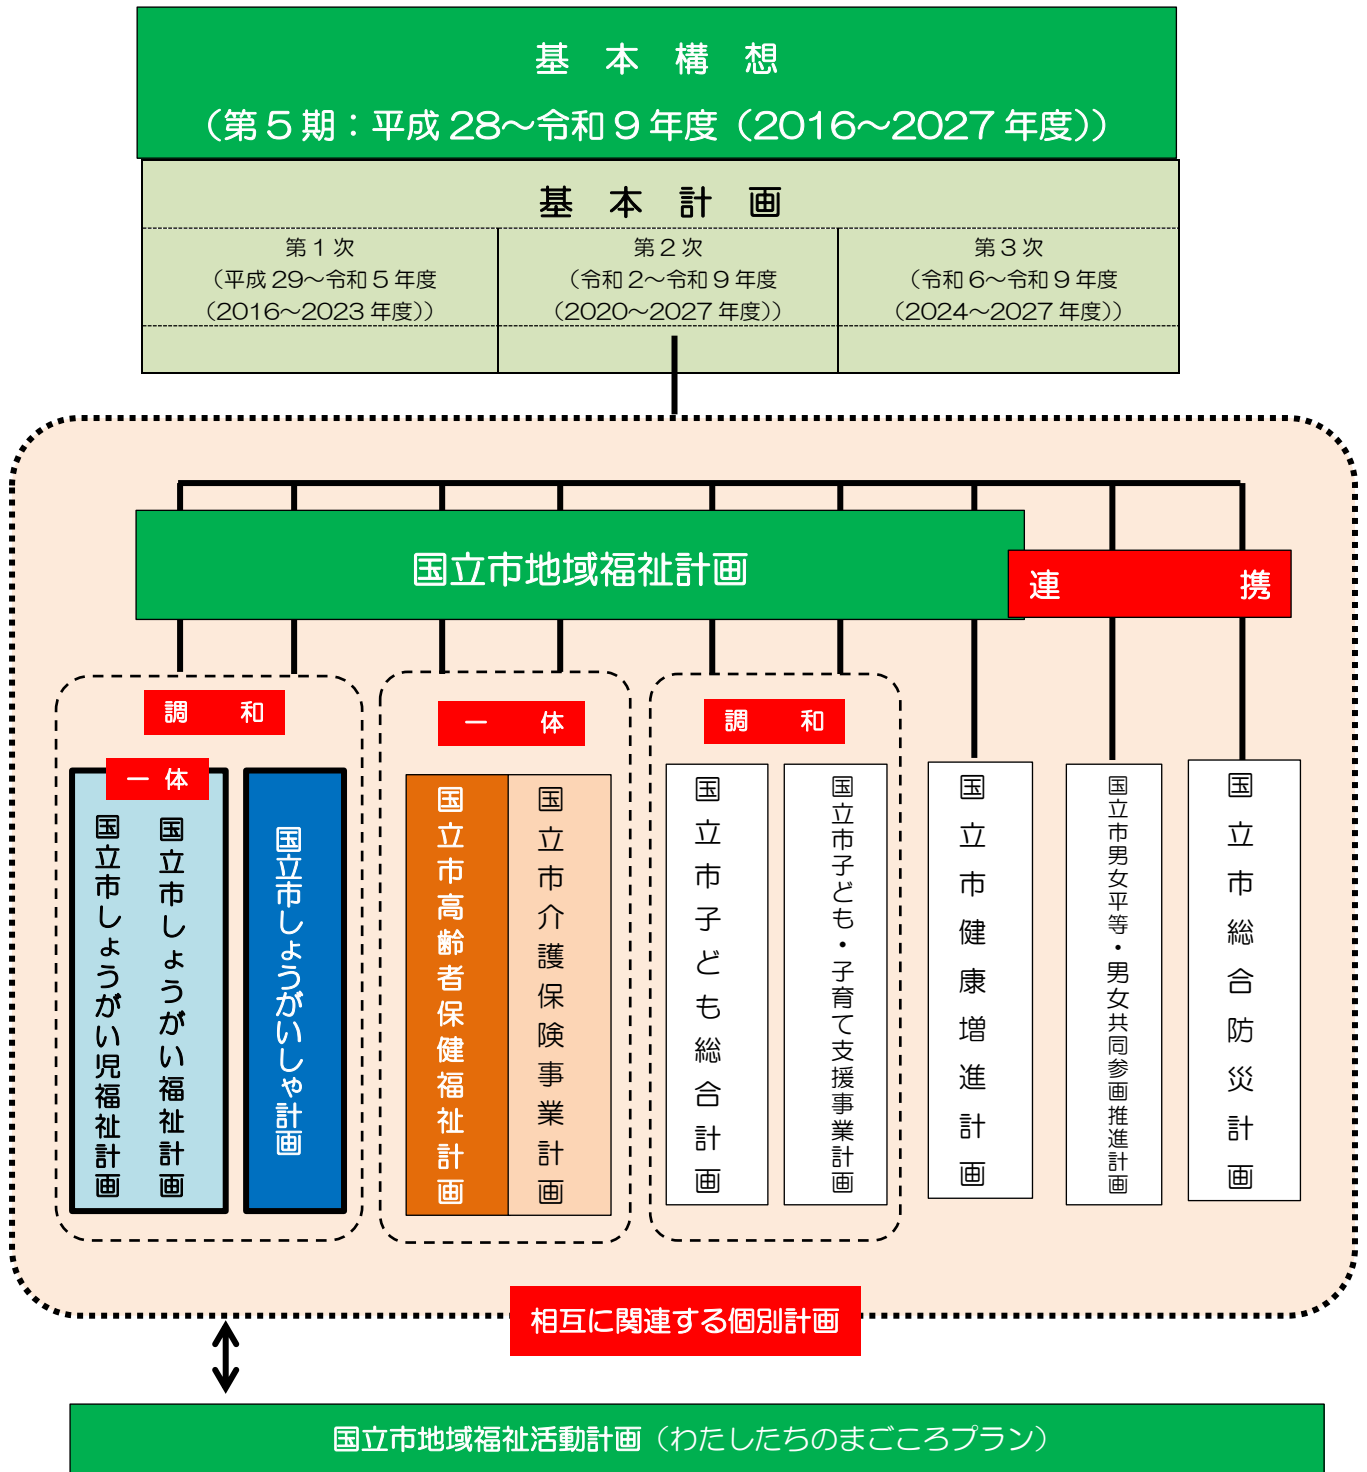 基 本 構 想
（第５期：平成 28～令和９年度（2016～2027 年度））
基 本 計 画
第１次
（平成 29～令和５年度
（2016～2023 年度））
第２次
（令和２～令和９年度
（2020～2027 年度））
第３次
（令和６～令和９年度
（2024～2027 年度））
国立市地域福祉計画
連 携
調 和
一 体
国立市しょうがい児福祉計画
国立市しょうがい福祉計画
国立市しょうがいしゃ計画
一 体
国立市高齢者保健福祉計画
国立市介護保険事業計画
調 和
国立市子ども総合計画
国立市子ども・子育て支援事業計画
国立市健康増進計画
国立市男女平等・男女共同参画推進計画
国立市総合防災計画
相互に関連する個別計画
国立市地域福祉活動計画（わたしたちのまごころプラン）